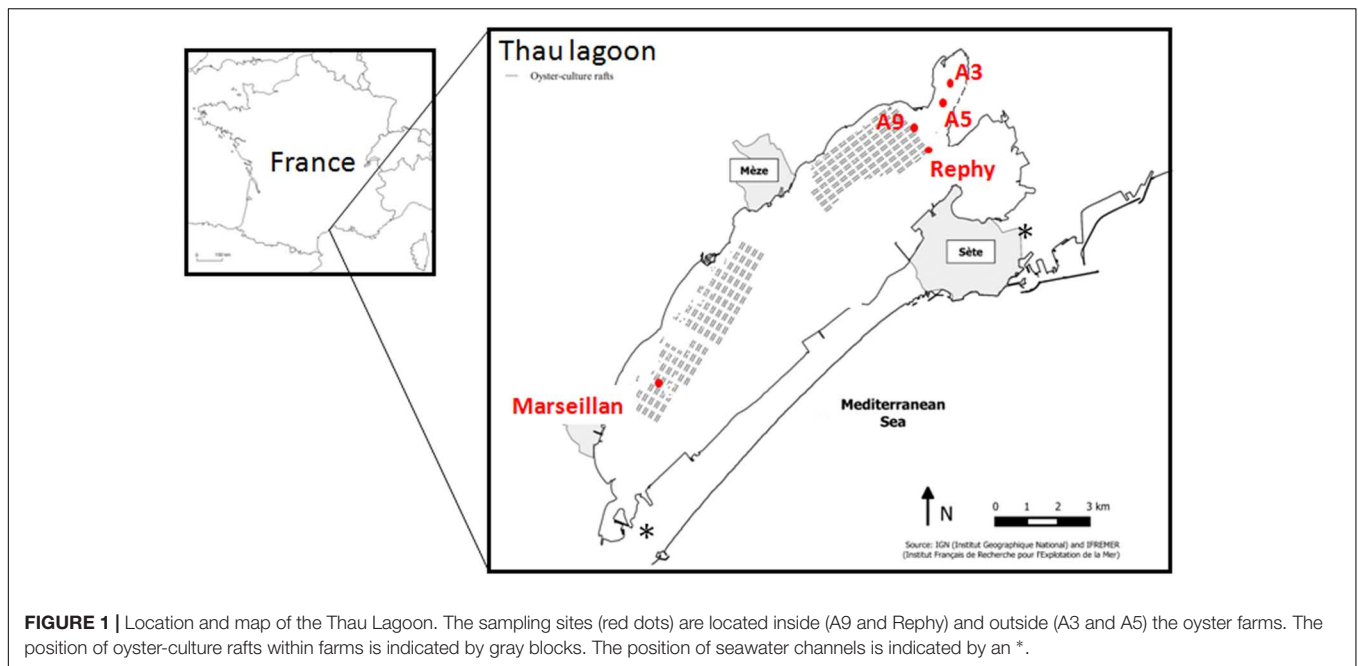 Thau lagoon
Oyster-culture rafts
France
100 km
A3
A5
A9
Rephy
Mèze
Sète
*
Marseillan
Mediterranean
Sea
*
N
0 1 2 3 km
Source: IGN (Institut Geographique National) and IFREMER
(Institut Français de Recherche pour l'Explotation de la Mer)
FIGURE 1 | Location and map of the Thau Lagoon. The sampling sites (red dots) are located inside (A9 and Rephy) and outside (A3 and A5) the oyster farms. The
position of oyster-culture rafts within farms is indicated by gray blocks. The position of seawater channels is indicated by an *.